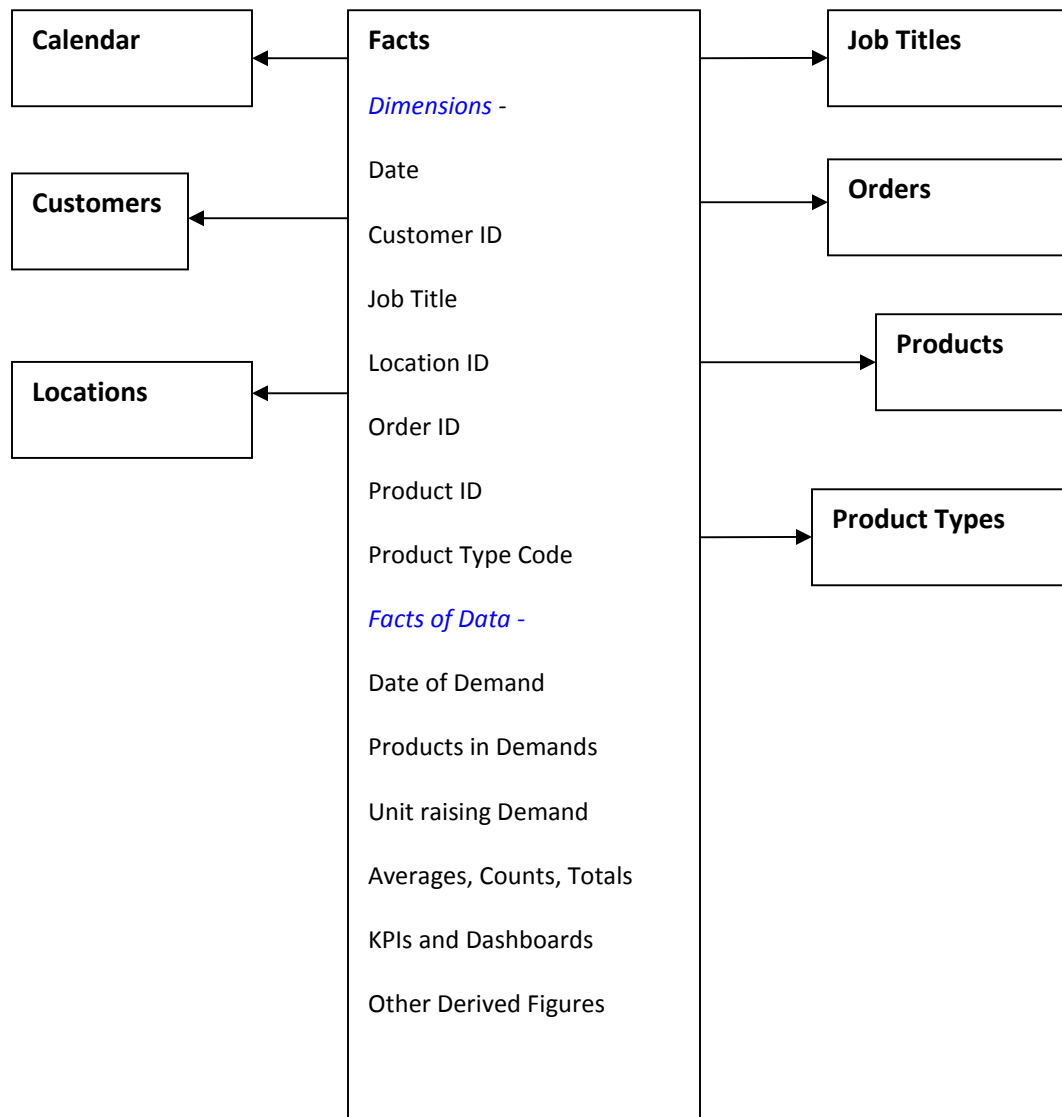 Calendar
Customers
Locations
Facts
Dimensions -
Date
Customer ID
Job Title
Location ID
Order ID
Product ID
Product Type Code
Facts of Data -
Date of Demand
Products in Demands
Unit raising Demand
Averages, Counts, Totals
KPIs and Dashboards
Other Derived Figures
Job Titles
Orders
Products
Product Types